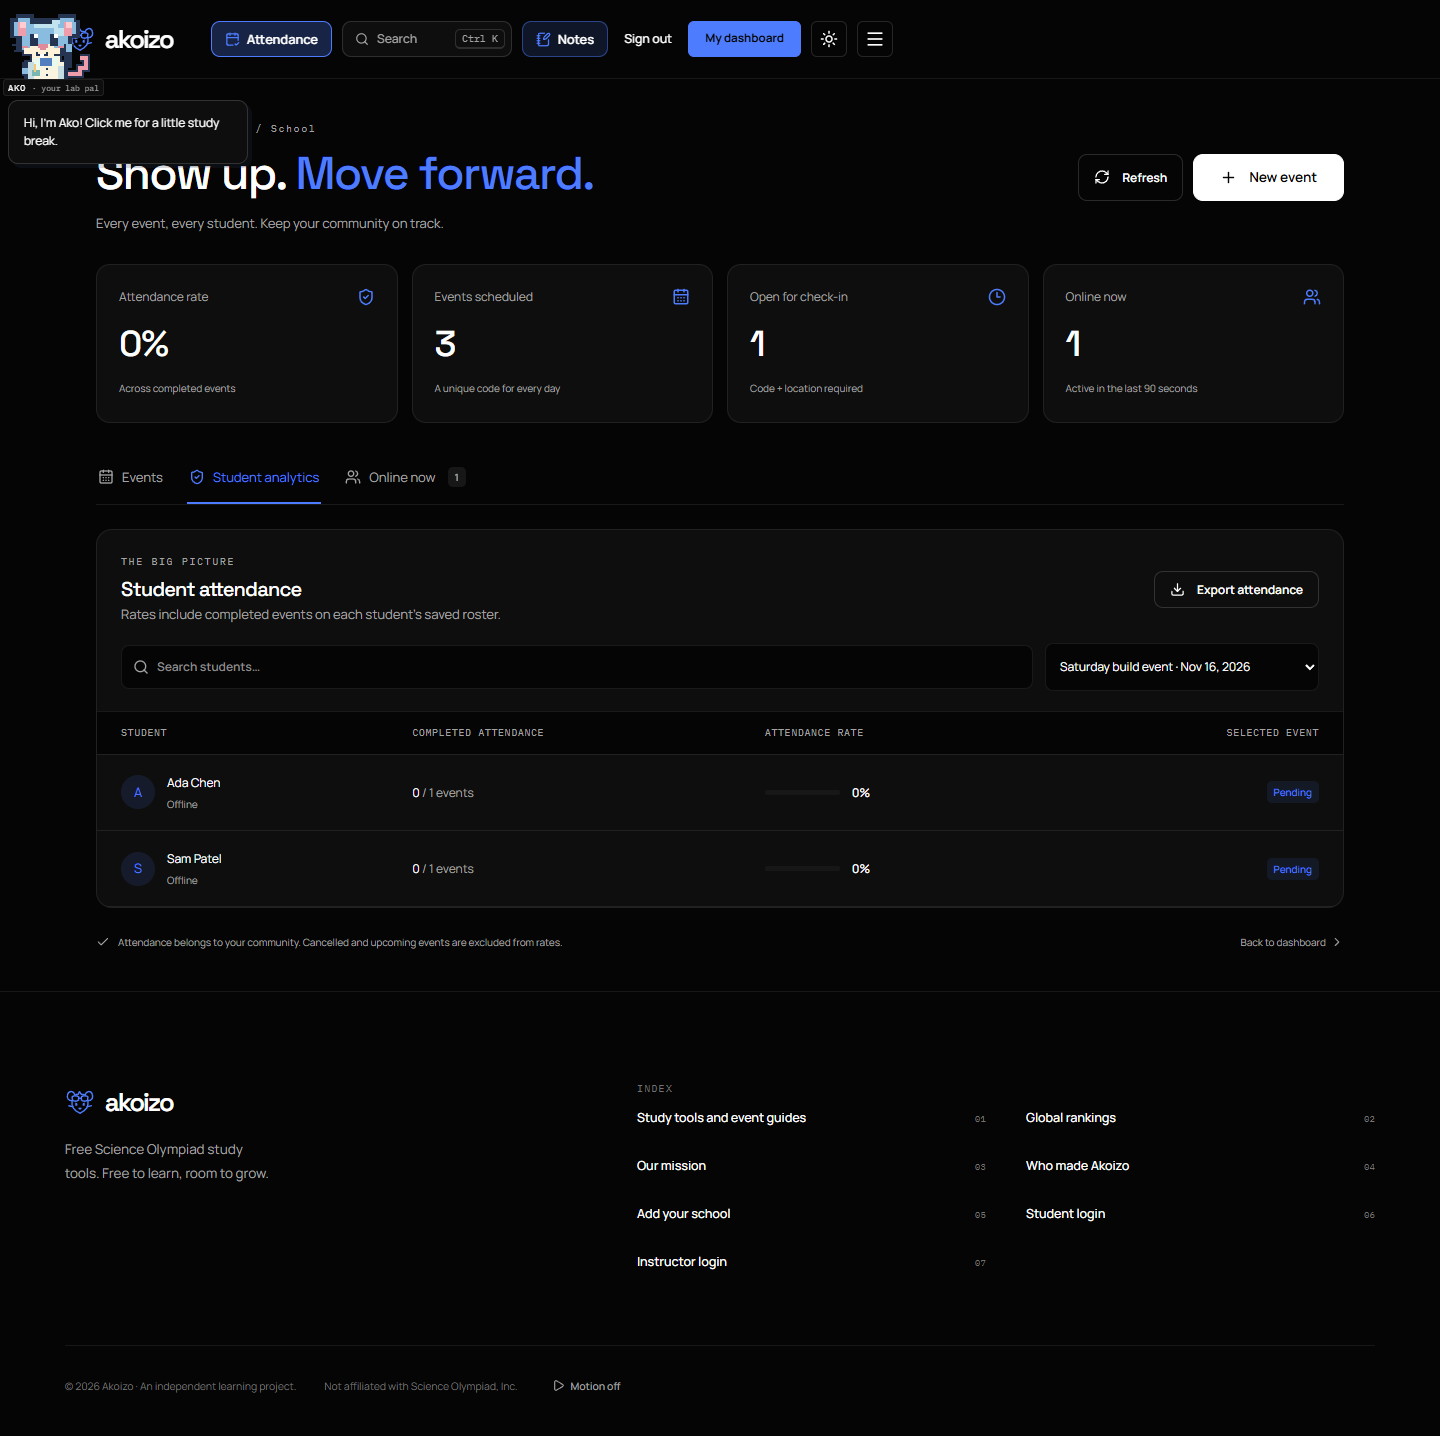 akoizo
Attendance
Search
Ctrl K
Notes
Sign out
My dashboard
AKO · your lab pal
Hi, I'm Ako! Click me for a little study
break.
/ School
Show up. Move forward.
Every event, every student. Keep your community on track.
Refresh
New event
Attendance rate
0%
Across completed events
Events scheduled
3
A unique code for every day
Open for check-in
1
Code + location required
Online now
1
Active in the last 90 seconds
Events
Student analytics
Online now
1
THE BIG PICTURE
Student attendance
Rates include completed events on each student's saved roster.
Export attendance
Search students...
Saturday build event · Nov 16, 2026
STUDENT
COMPLETED ATTENDANCE
ATTENDANCE RATE
SELECTED EVENT
A
Ada Chen
Offline
0 / 1 events
0%
Pending
S
Sam Patel
Offline
0 / 1 events
0%
Pending
Attendance belongs to your community. Cancelled and upcoming events are excluded from rates.
Back to dashboard
akoizo
Free Science Olympiad study
tools. Free to learn, room to grow.
INDEX
Study tools and event guides 01
Global rankings 02
Our mission 03
Who made Akoizo 04
Add your school 05
Student login 06
Instructor login 07
© 2026 Akoizo · An independent learning project.
Not affiliated with Science Olympiad, Inc.
Motion off